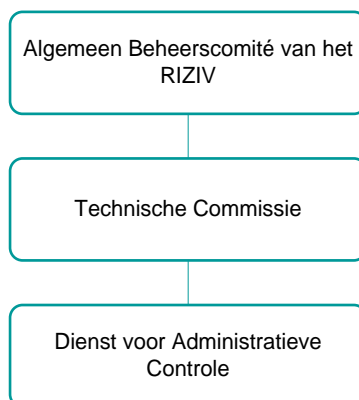 Algemeen Beheerscomité van het
RIZIV
Technische Commissie
Dienst voor Administratieve
Controle